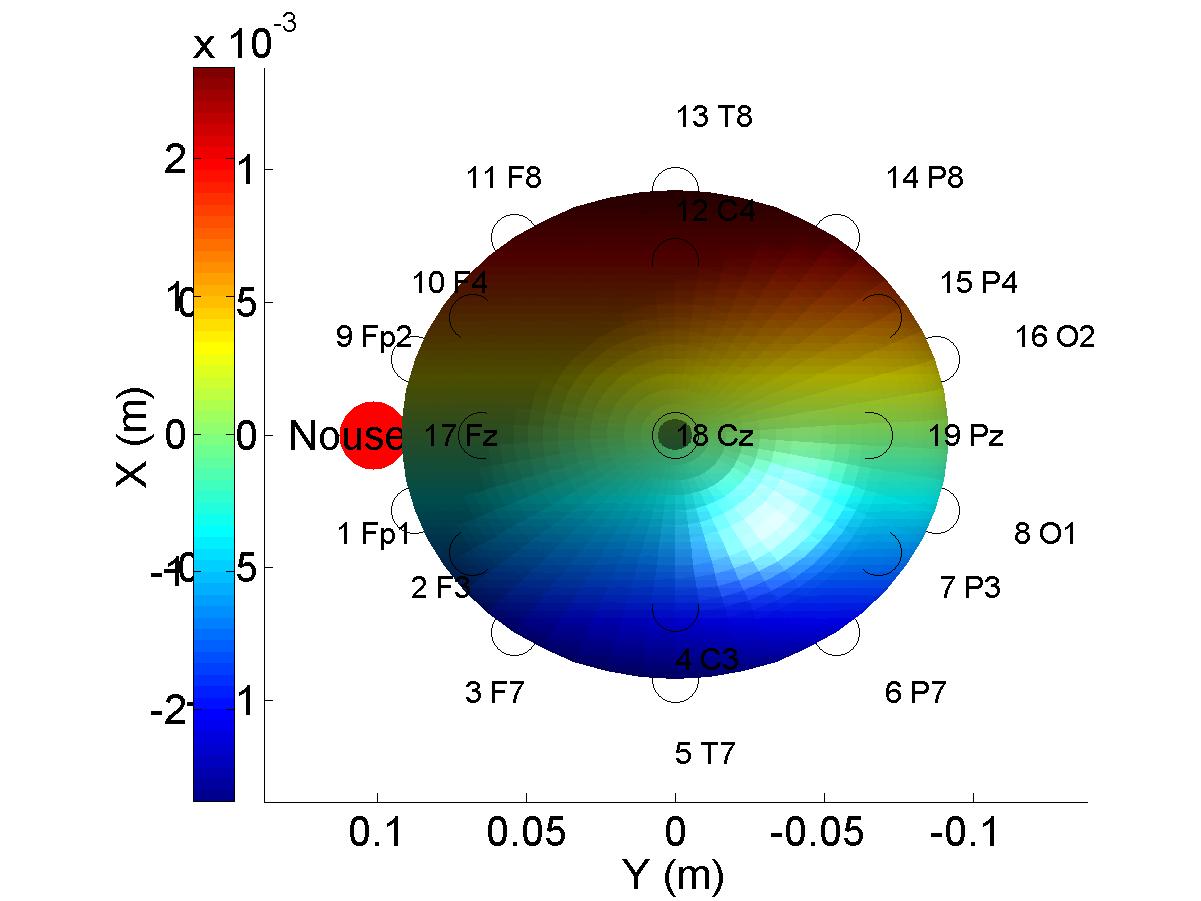 x 10-3
13 T8
11 F8
14 P8
2
1
12 C4
10 F4
15 P4
1
5
9 Fp2
16 O2
X (m)
0
0
Nouse
17 Fz
18 Cz
19 Pz
1 Fp1
8 O1
-1
5
2 F3
7 P3
4 C3
3 F7
6 P7
-2
1
5 T7
0.1
0.05
0
-0.05
-0.1
Y (m)